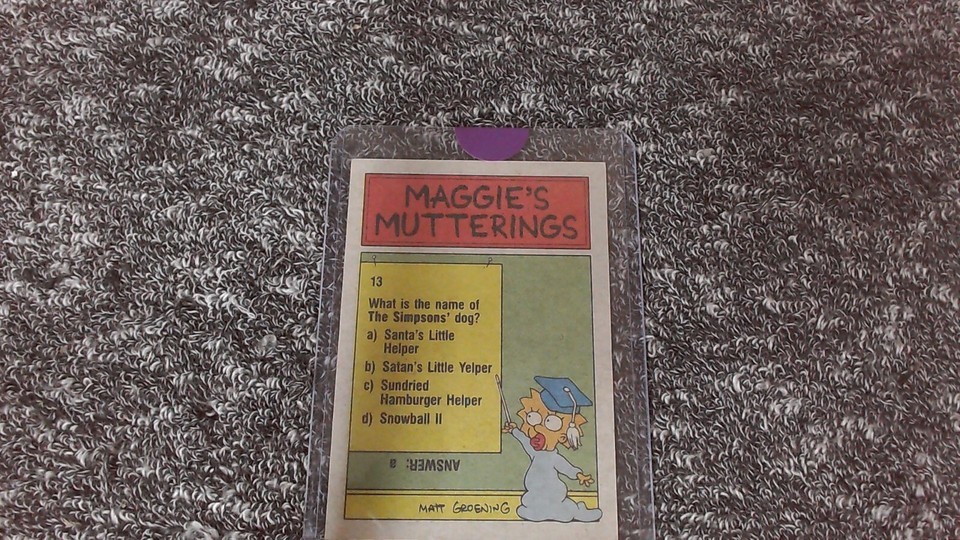 MAGGIE'S
MUTTERINGS
13
What is the name of
The Simpsons' dog?
a) Santa's Little
Helper
b) Satan's Little Yelper
c) Sundried
Hamburger Helper
d) Snowball II
ANSWER: a
MATT GROENING